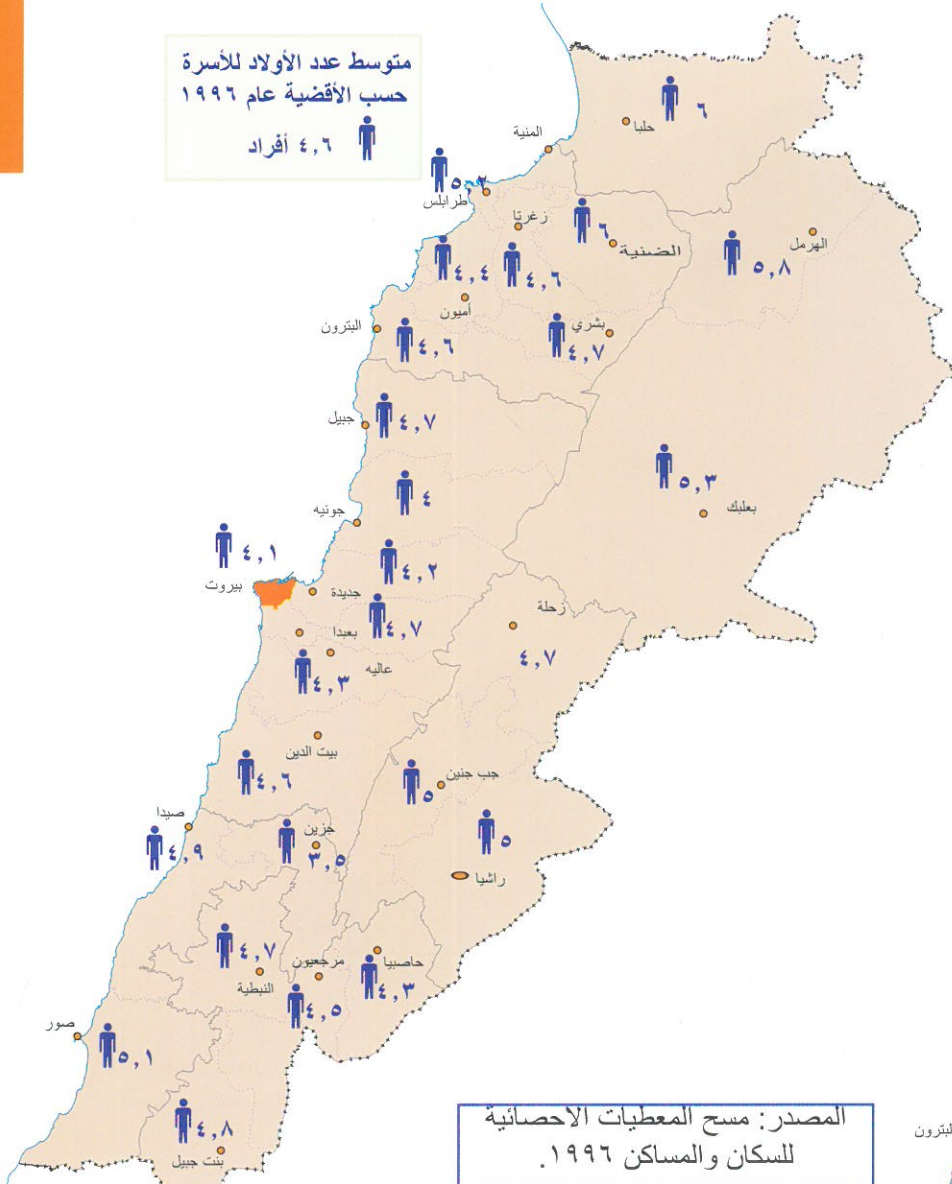 متوسط عدد الأولاد للأسرة
حسب الأقضية عام ١٩٩٦
٤,٦ أفراد
٦
حلبا
المنية
٥,٢
طرابلس
زغرتا
٦
الضنية
الهرمل
٥,٨
٤,٤
٤,٦
أميون
البترون
٤,٦
بشري
٤,٧
جبيل
٤,٧
٥,٣
بعلبك
٤
جونيه
٤,١
بيروت
٤,٢
جديدة
٤,٧
بعبدا
عاليه
٤,٣
زحلة
٤,٧
بيت الدين
٤,٦
جب جنين
٥
صيدا
٤,٩
جزين
٣,٥
٥
راشيا
٤,٧
النبطية
مرجعيون
٤,٥
حاصبيا
٤,٣
صور
٥,١
٤,٨
بنت جبيل
المصدر: مسح المعطيات الاحصائية
للسكان والمساكن ١٩٩٦.
البترون